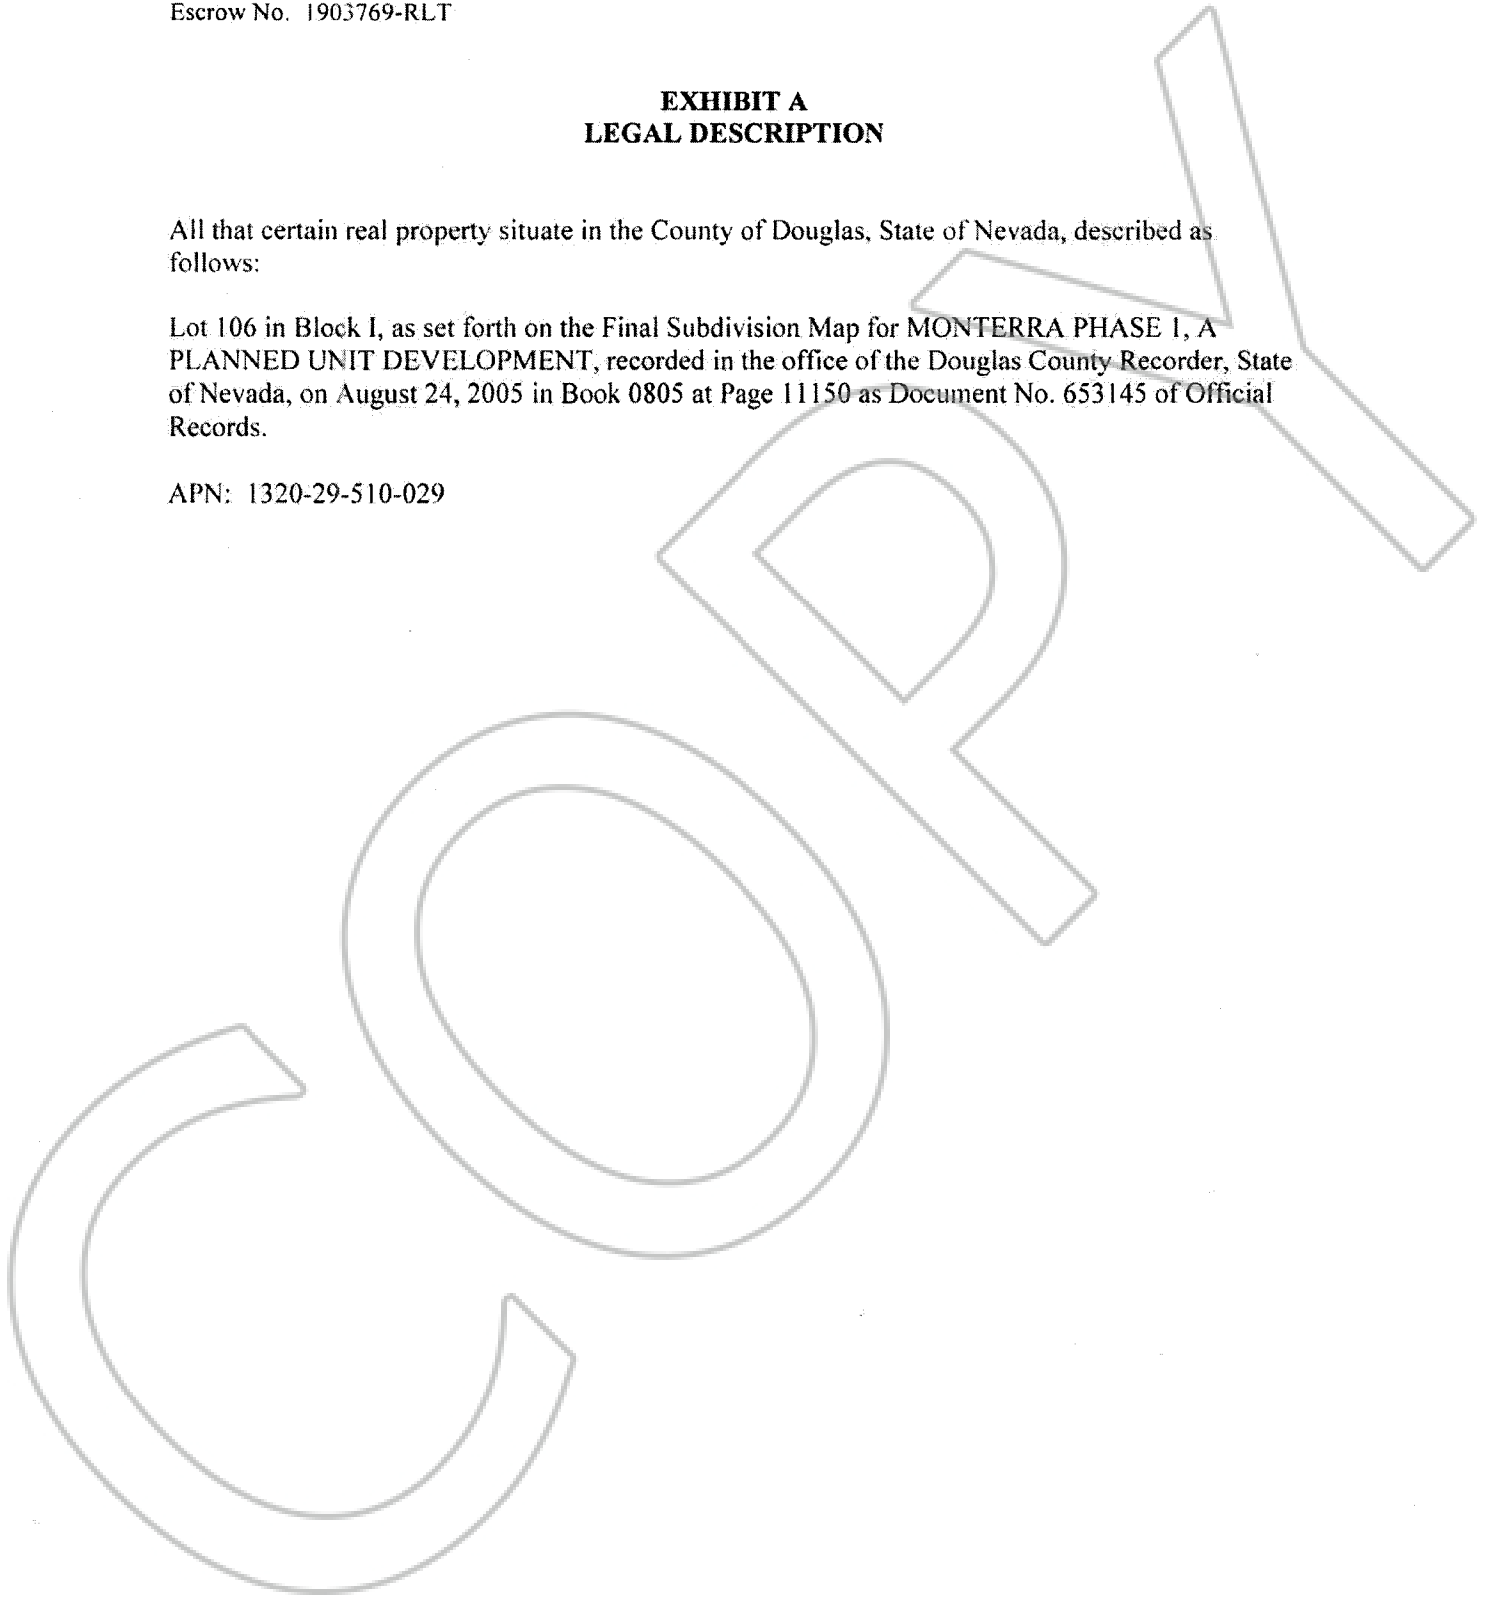 Escrow No. 1903769-RLT
EXHIBIT A
LEGAL DESCRIPTION
All that certain real property situate in the County of Douglas, State of Nevada, described as
follows:
Lot 106 in Block I, as set forth on the Final Subdivision Map for MONTERRA PHASE 1, A
PLANNED UNIT DEVELOPMENT, recorded in the office of the Douglas County Recorder, State
of Nevada, on August 24, 2005 in Book 0805 at Page 11150 as Document No. 653145 of Official
Records.
APN: 1320-29-510-029
COPY